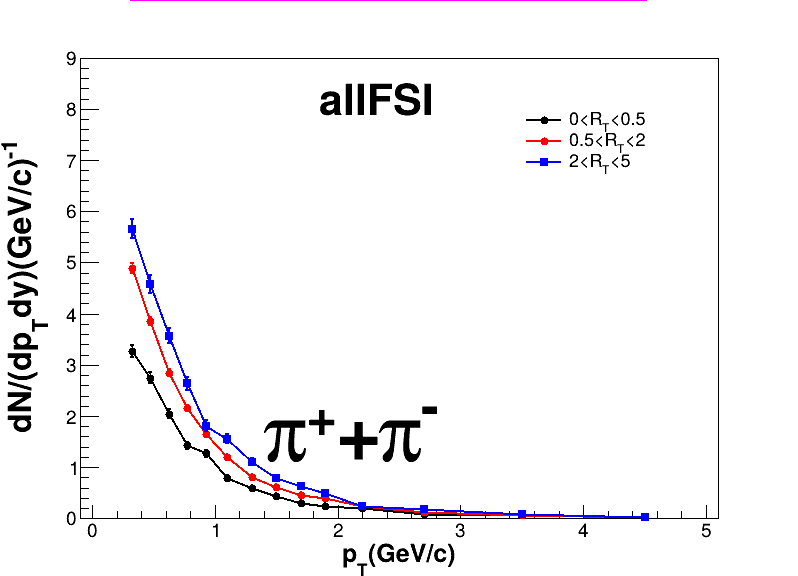 allFSI
0<R_T<0.5
0.5<R_T<2
2<R_T<5
9
8
7
6
5
4
3
2
1
0
dN/(dp_T dy)(GeV/c)^-1
π^+ + π^-
0 1 2 3 4 5
p_T(GeV/c)